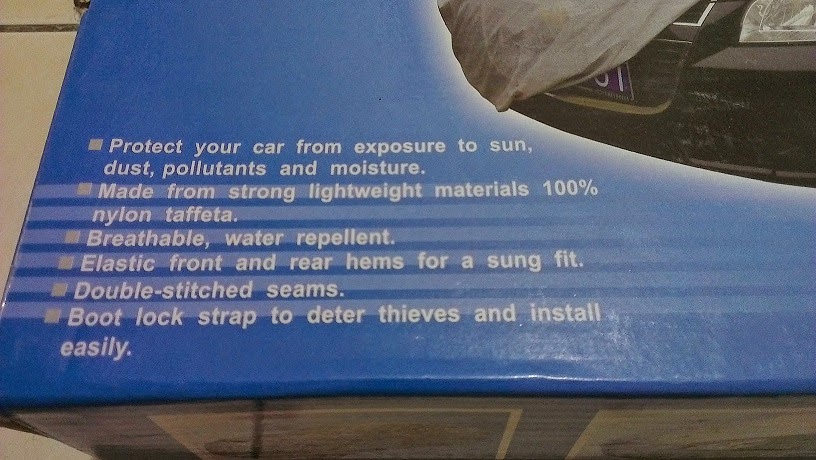 Protect your car from exposure to sun,
dust, pollutants and moisture.
Made from strong lightweight materials 100%
nylon taffeta.
Breathable, water repellent.
Elastic front and rear hems for a sung fit.
Double-stitched seams.
Boot lock strap to deter thieves and install
easily.